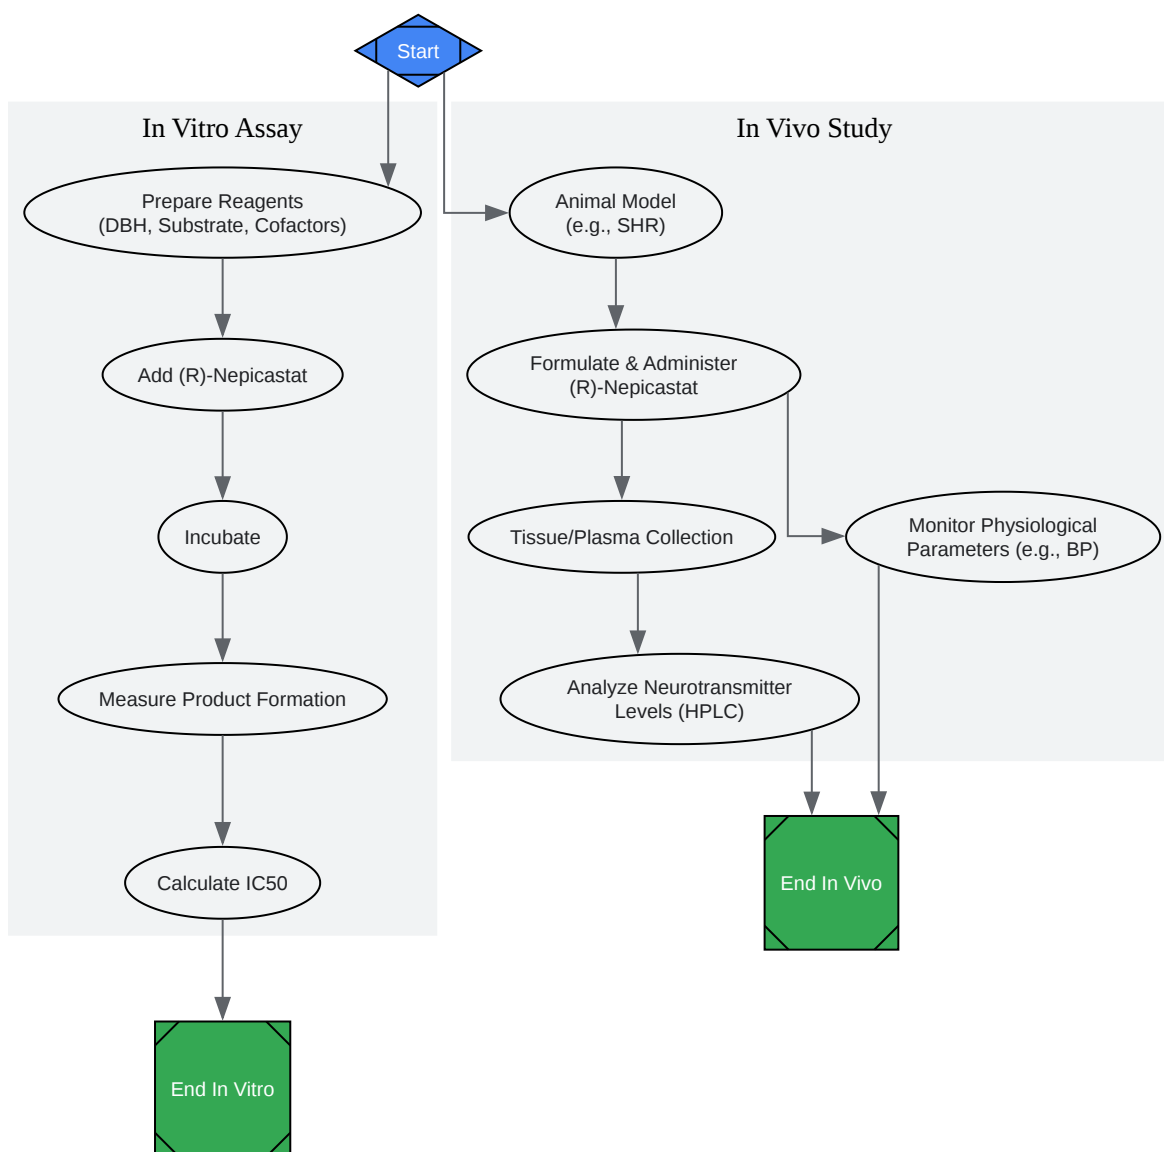 Start
In Vitro Assay
Prepare Reagents
(DBH, Substrate, Cofactors)
Add (R)-Nepicastat
Incubate
Measure Product Formation
Calculate IC50
End In Vitro
In Vivo Study
Animal Model
(e.g., SHR)
Formulate & Administer
(R)-Nepicastat
Tissue/Plasma Collection
Monitor Physiological
Parameters (e.g., BP)
Analyze Neurotransmitter
Levels (HPLC)
End In Vivo